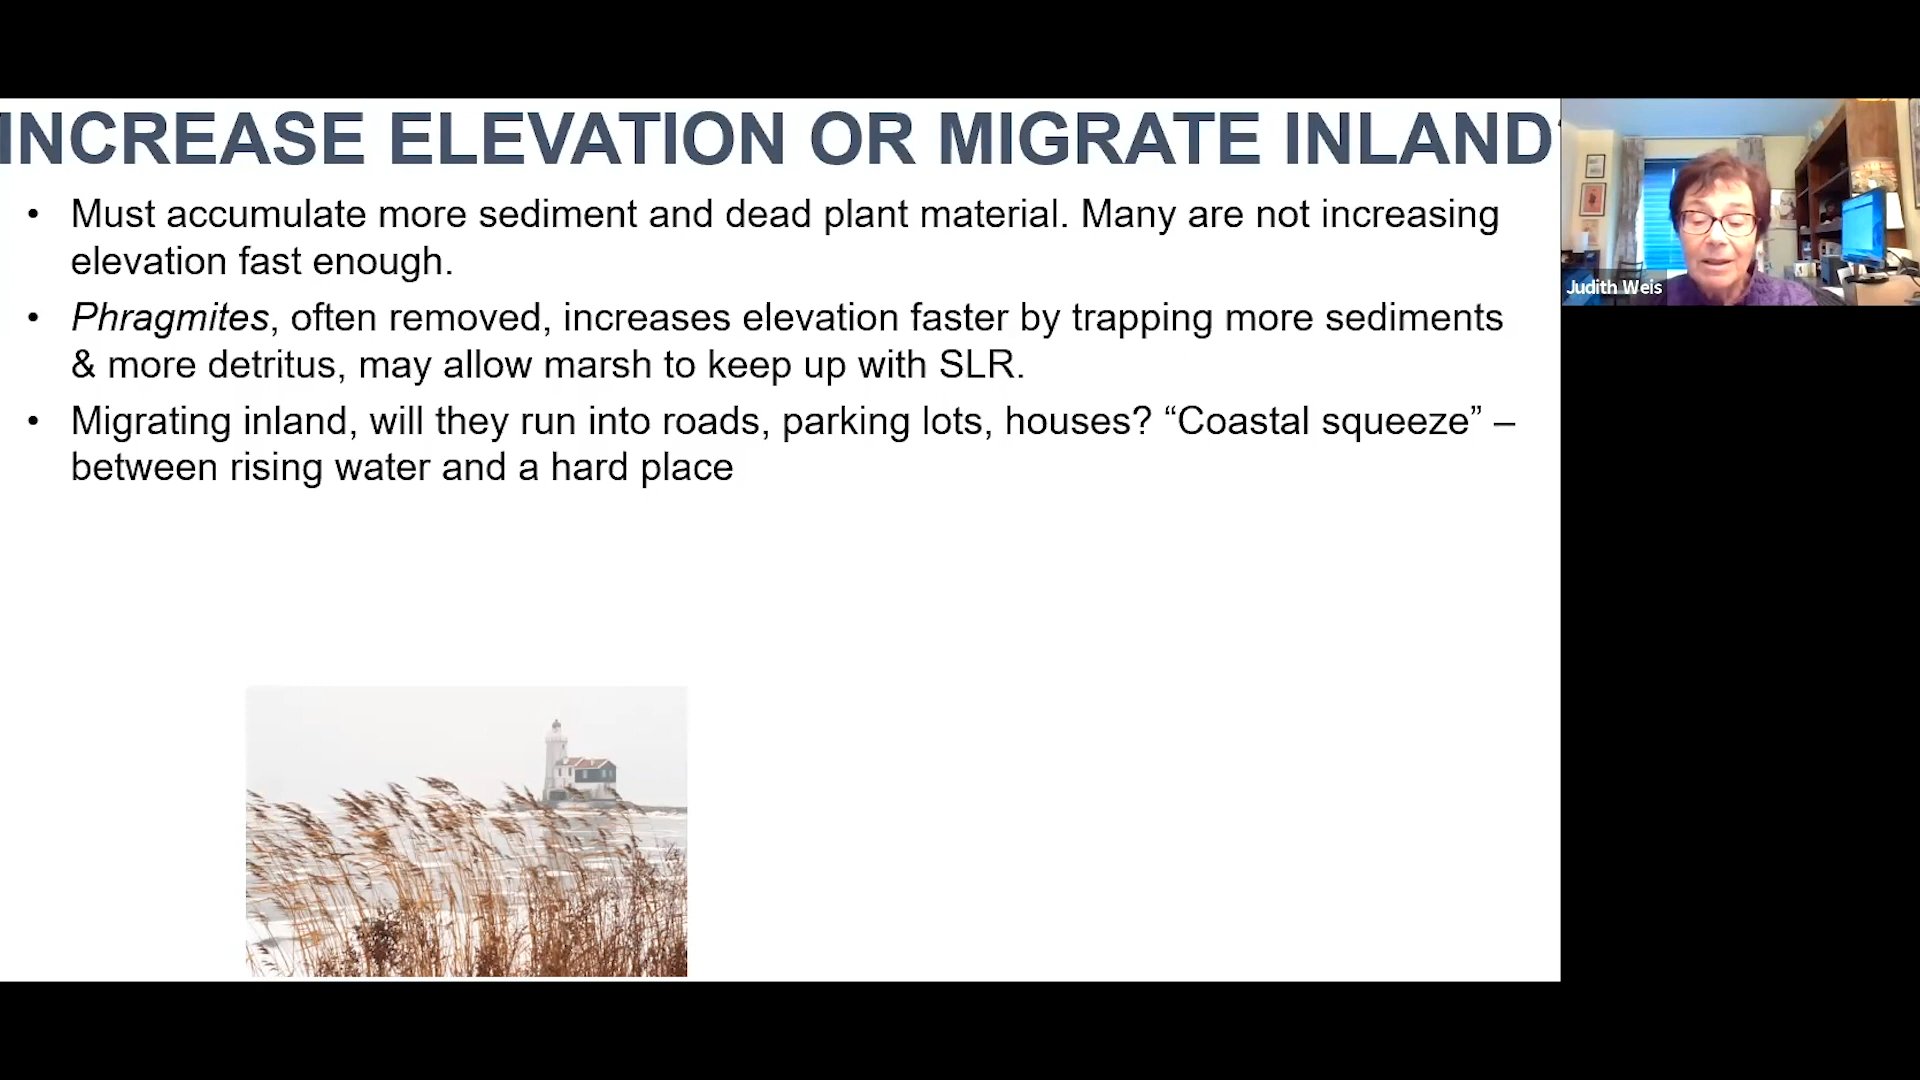 INCREASE ELEVATION OR MIGRATE INLAND
• Must accumulate more sediment and dead plant material. Many are not increasing
elevation fast enough.
• Phragmites, often removed, increases elevation faster by trapping more sediments
& more detritus, may allow marsh to keep up with SLR.
• Migrating inland, will they run into roads, parking lots, houses? “Coastal squeeze” –
between rising water and a hard place
Judith Weis